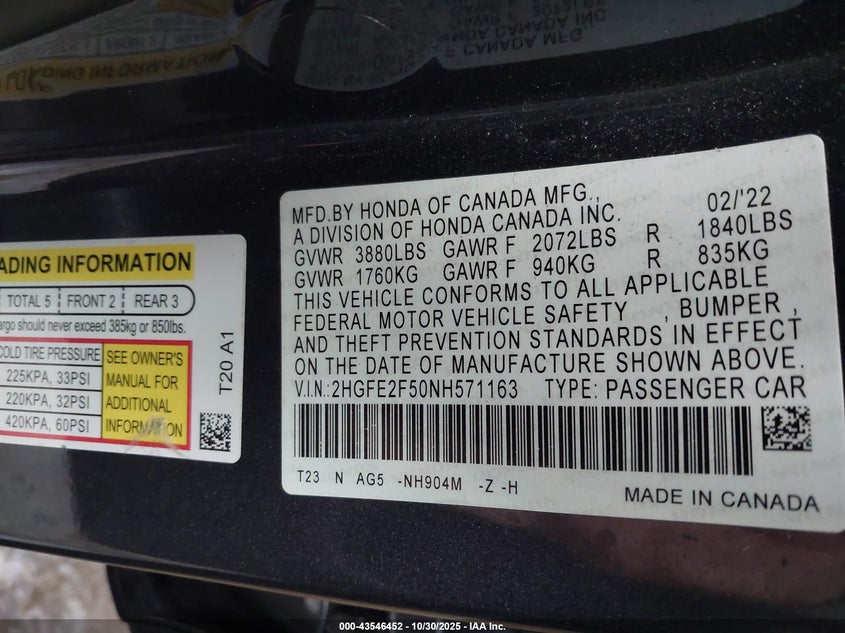 ADING INFORMATION
TOTAL 5 FRONT 2 REAR 3
argo should never exceed 385kg or 850lbs.
COLD TIRE PRESSURE
225KPA, 33PSI
220KPA, 32PSI
420KPA, 60PSI
SEE OWNER'S
MANUAL FOR
ADDITIONAL
INFORMATION
T20 A1
MFD.BY HONDA OF CANADA MFG., 02/'22
A DIVISION OF HONDA CANADA INC.
GVWR 3880LBS GAWR F 2072LBS R 1840LBS
GVWR 1760KG GAWR F 940KG R 835KG
THIS VEHICLE CONFORMS TO ALL APPLICABLE
FEDERAL MOTOR VEHICLE SAFETY , BUMPER ,
AND THEFT PREVENTION STANDARDS IN EFFECT
ON THE DATE OF MANUFACTURE SHOWN ABOVE.
V.I.N.:2HGFE2F50NH571163 TYPE: PASSENGER CAR
T23 N AG5 -NH904M -Z -H
MADE IN CANADA
000-43546452 - 10/30/2025 - IAA Inc.